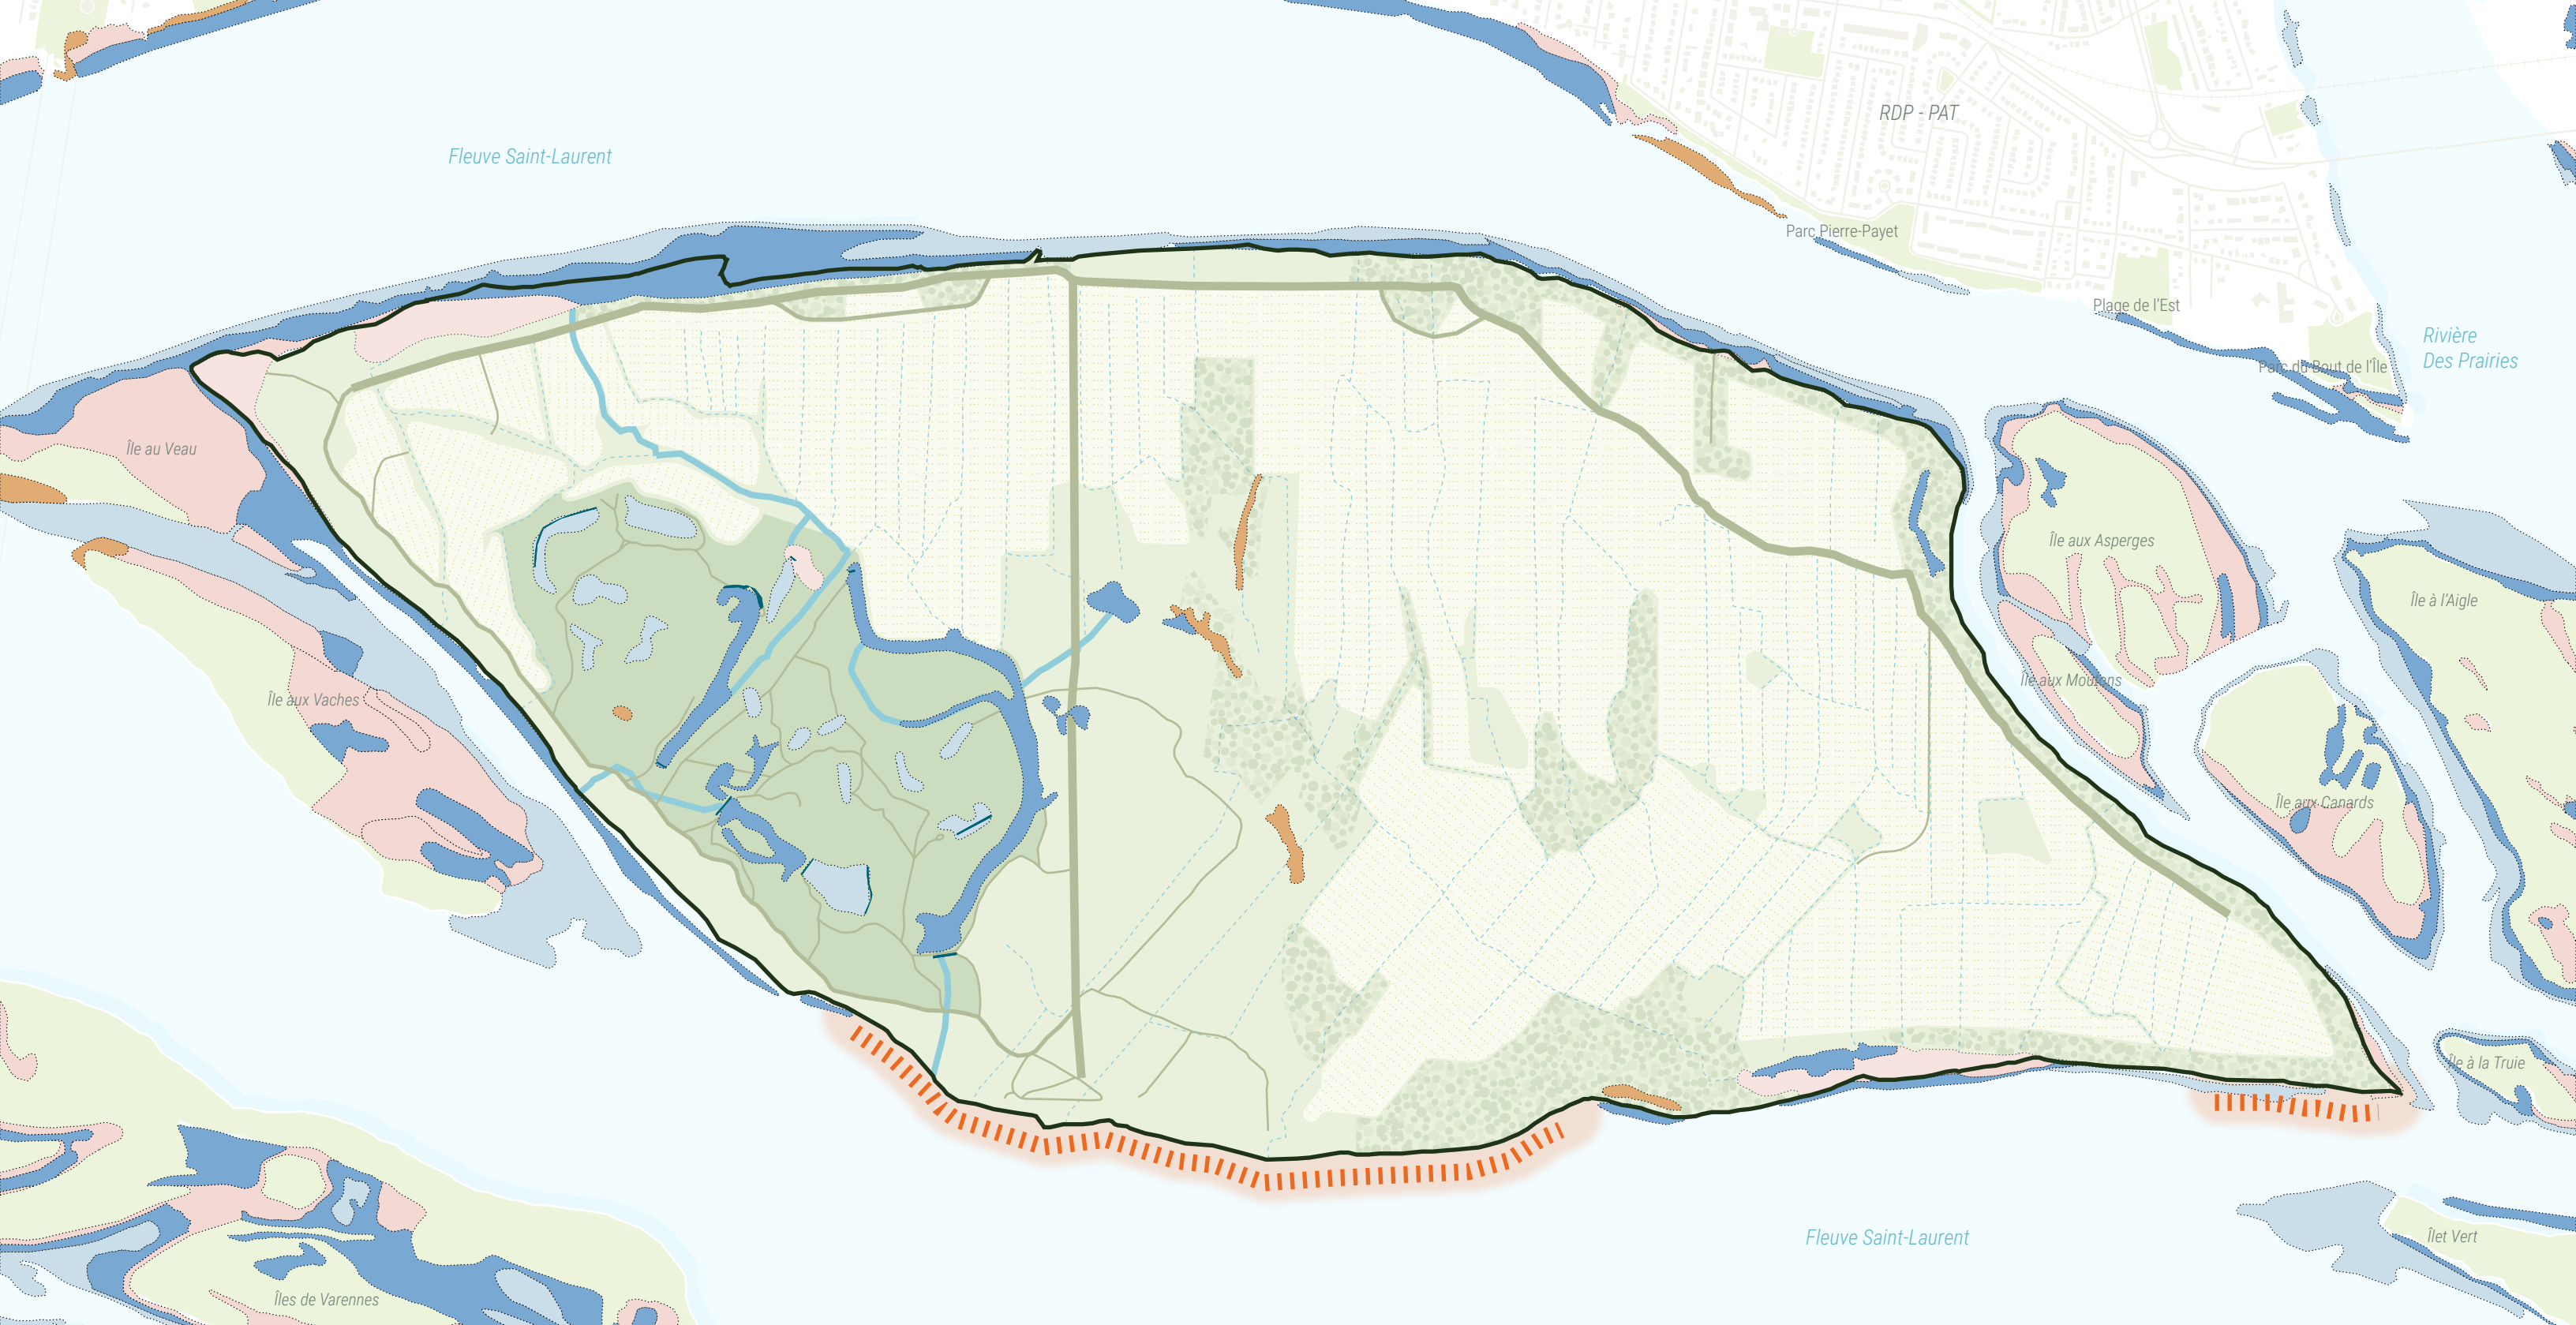 RDP - PAT
Fleuve Saint-Laurent
Parc Pierre-Payet
Plage de l'Est
Rivière
Des Prairies
Parc du Bout de l'Île
Île au Veau
Île aux Asperges
Île à l'Aigle
Île aux Moutons
Île aux Vaches
Île aux Canards
Île à la Truie
Fleuve Saint-Laurent
Îlet Vert
Îles de Varennes